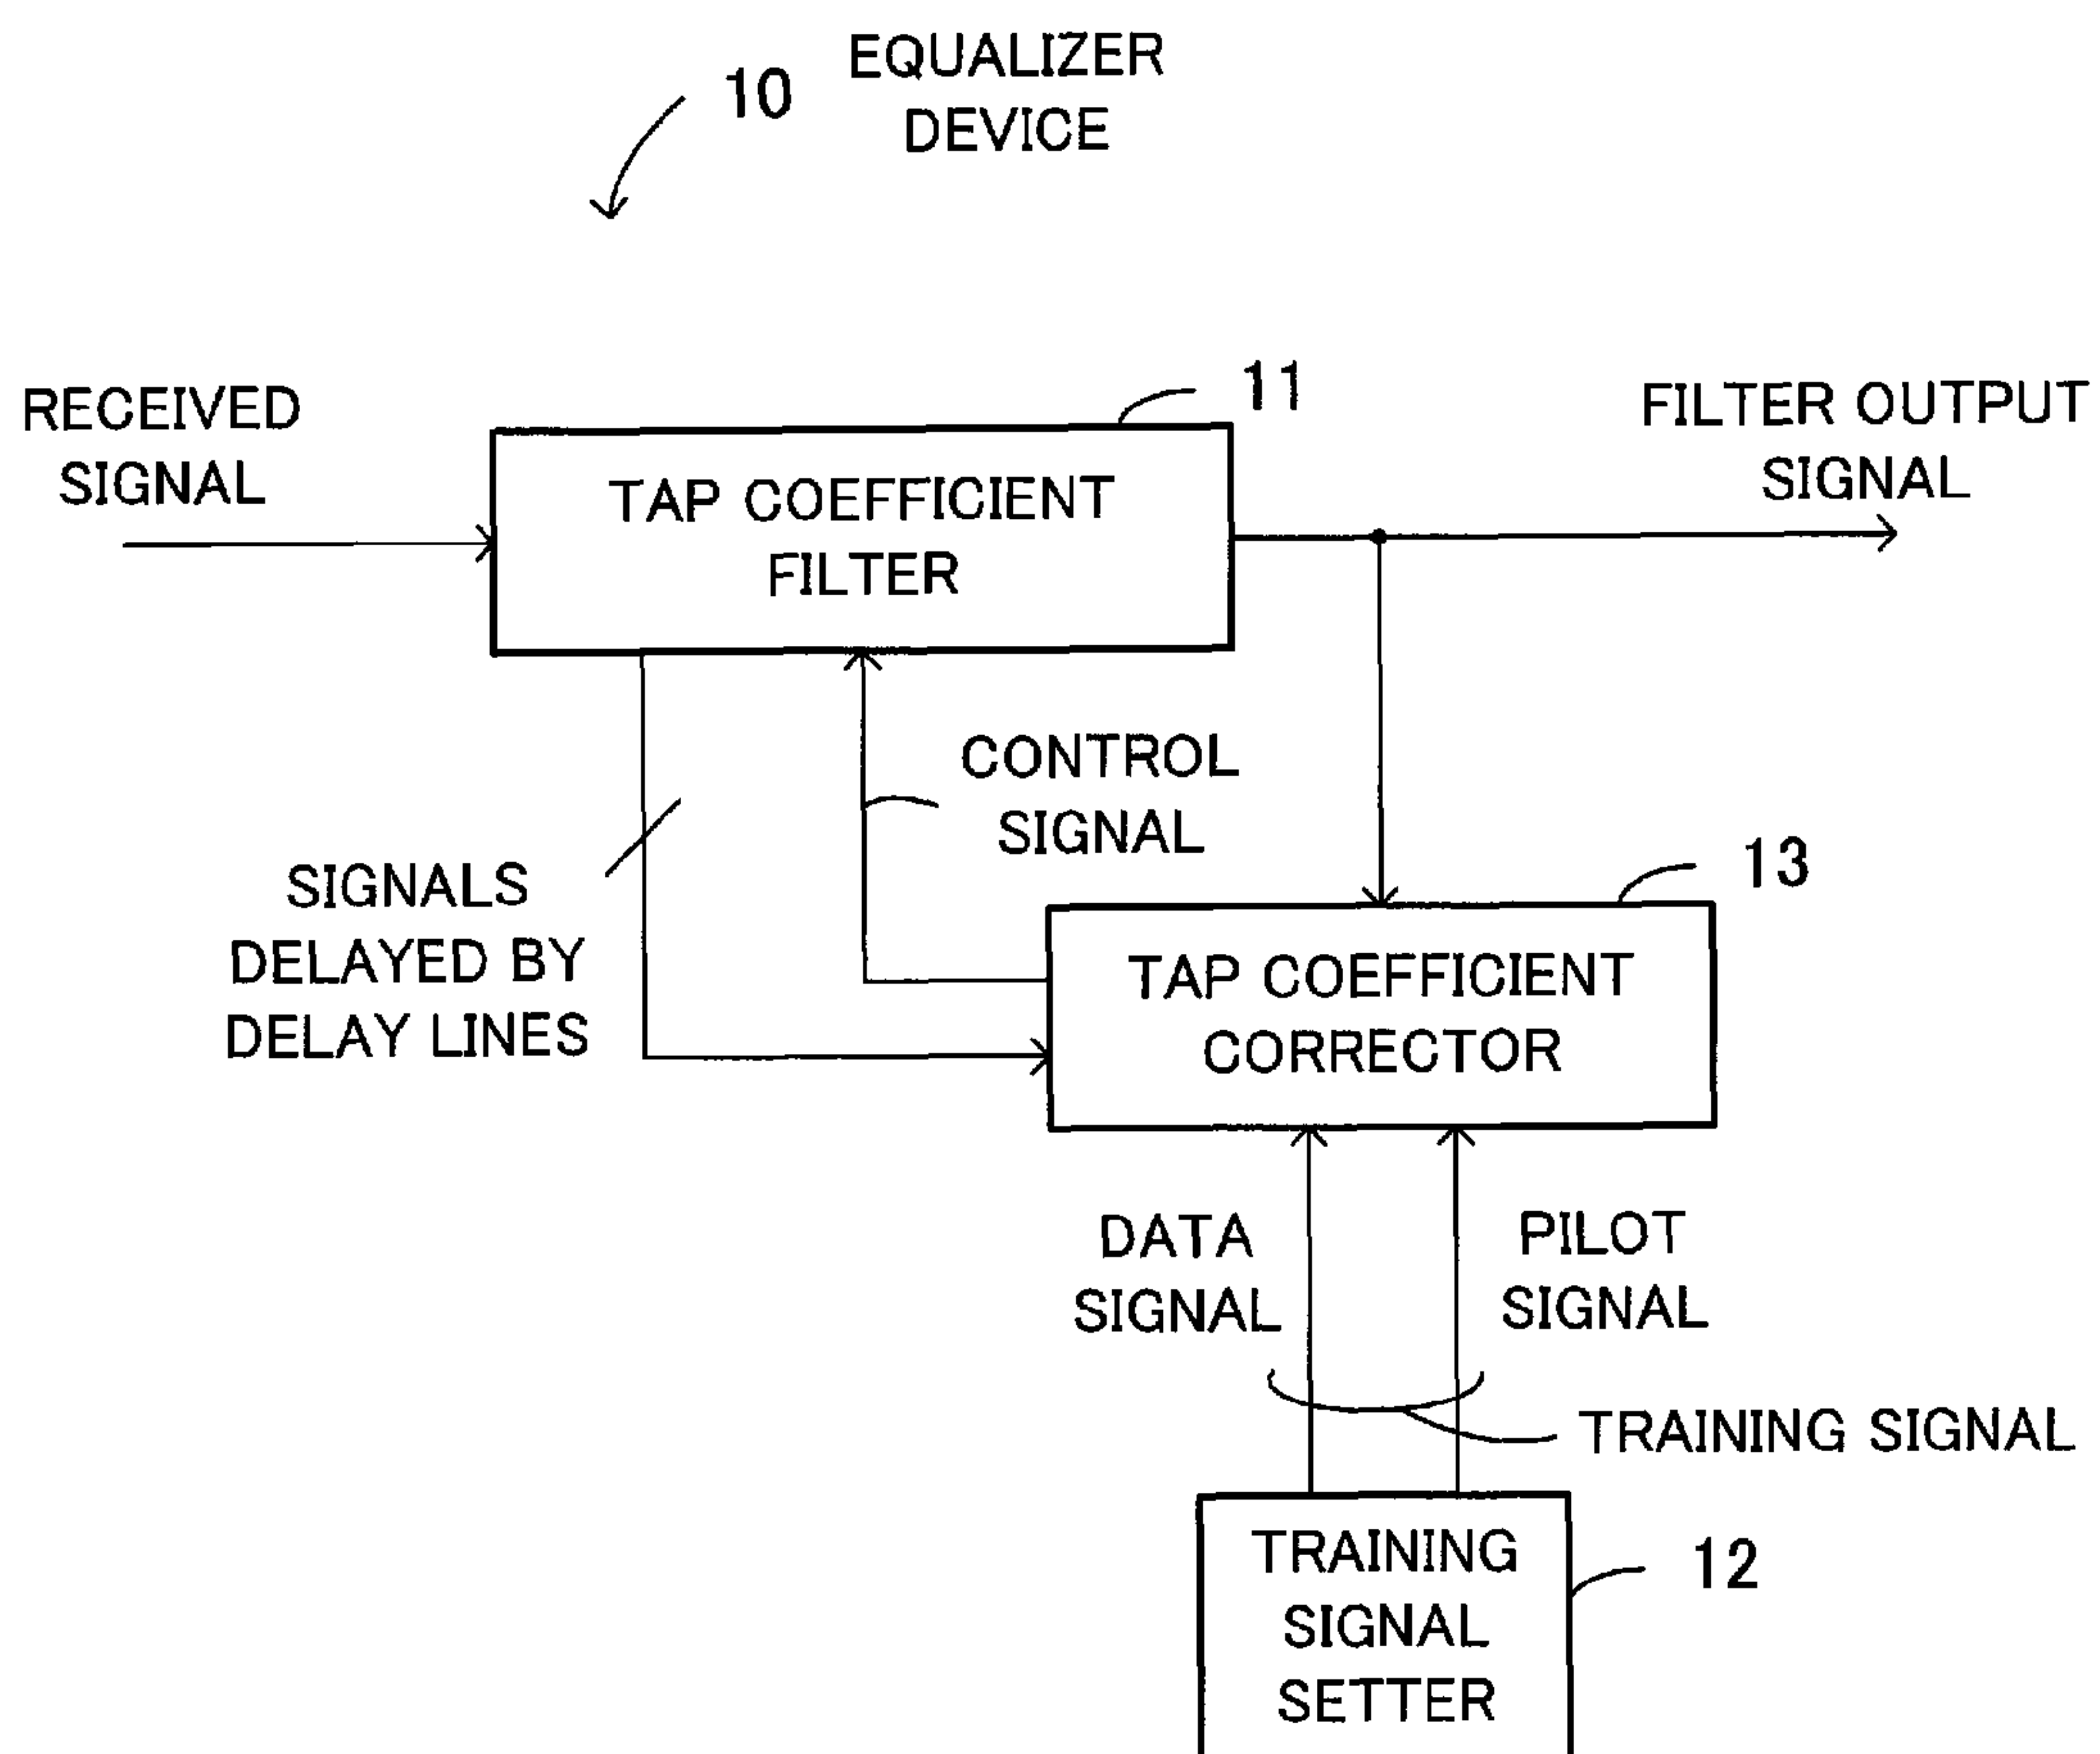 10
EQUALIZER
DEVICE
RECEIVED
SIGNAL
11
TAP COEFFICIENT
FILTER
FILTER OUTPUT
SIGNAL
CONTROL
SIGNAL
SIGNALS
DELAYED BY
DELAY LINES
13
TAP COEFFICIENT
CORRECTOR
DATA
SIGNAL
PILOT
SIGNAL
TRAINING SIGNAL
TRAINING
SIGNAL
SETTER
12